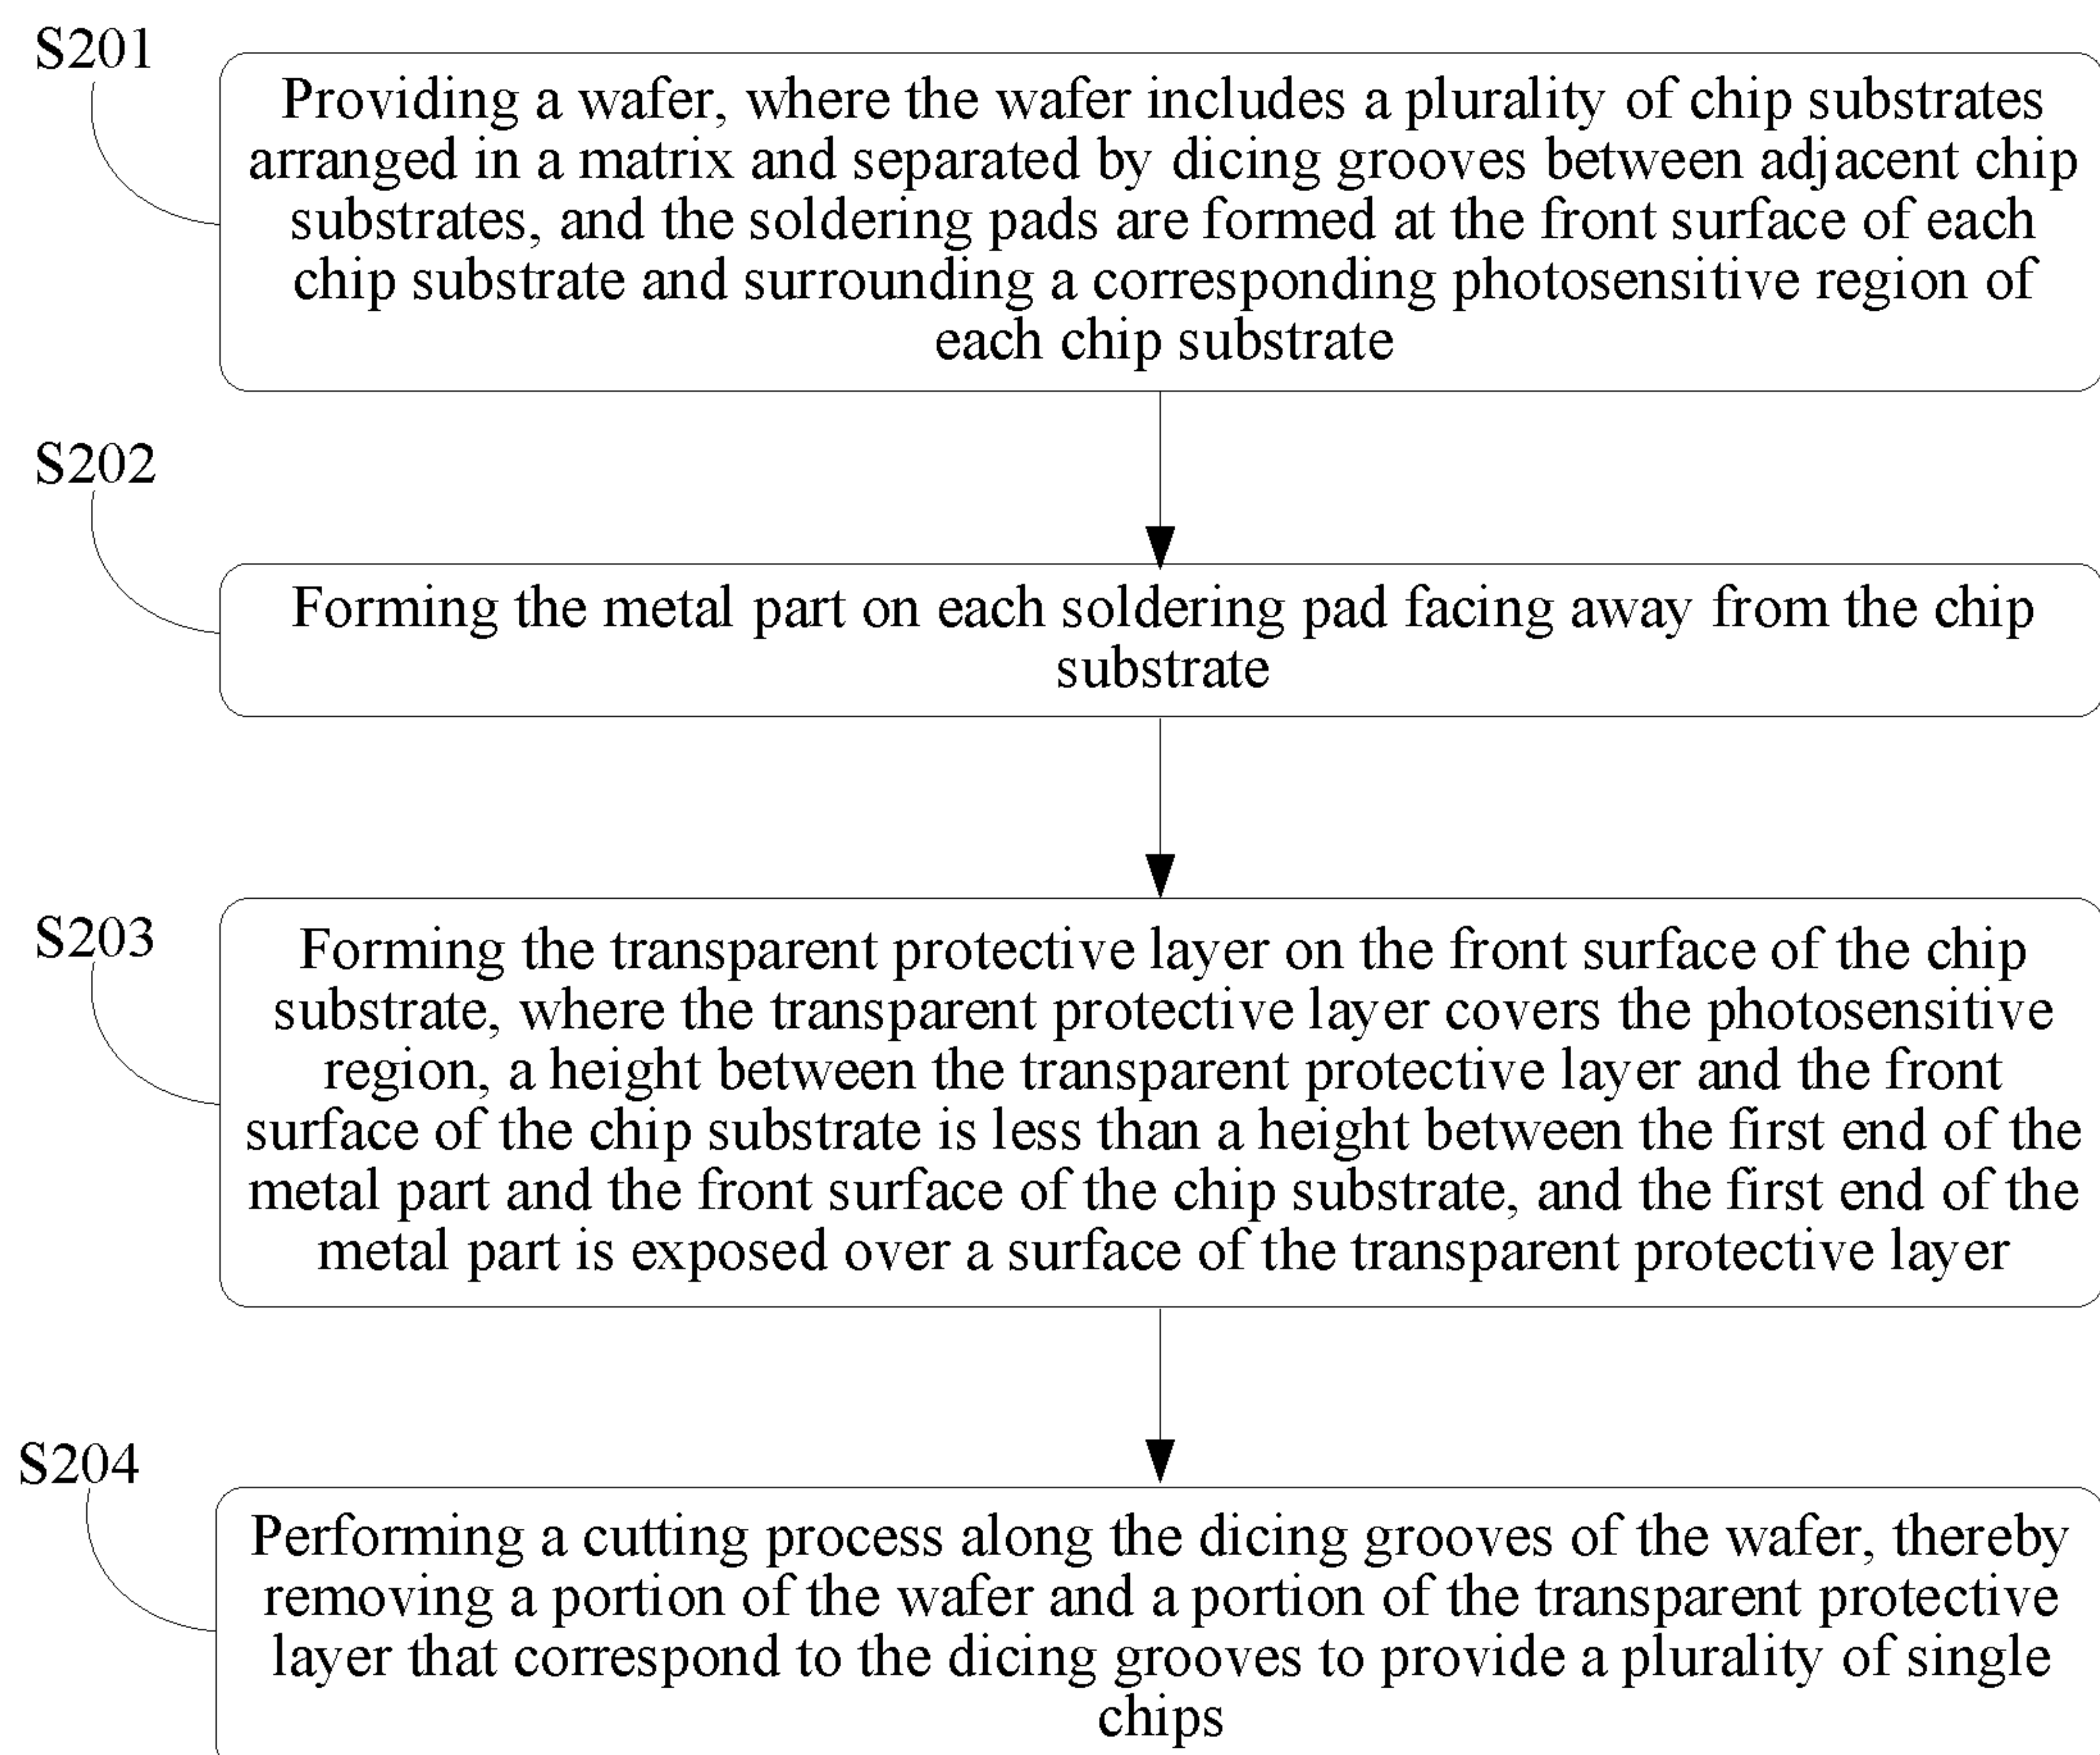 S201
Providing a wafer, where the wafer includes a plurality of chip substrates
arranged in a matrix and separated by dicing grooves between adjacent chip
substrates, and the soldering pads are formed at the front surface of each
chip substrate and surrounding a corresponding photosensitive region of
each chip substrate
S202
Forming the metal part on each soldering pad facing away from the chip
substrate
S203
Forming the transparent protective layer on the front surface of the chip
substrate, where the transparent protective layer covers the photosensitive
region, a height between the transparent protective layer and the front
surface of the chip substrate is less than a height between the first end of the
metal part and the front surface of the chip substrate, and the first end of the
metal part is exposed over a surface of the transparent protective layer
S204
Performing a cutting process along the dicing grooves of the wafer, thereby
removing a portion of the wafer and a portion of the transparent protective
layer that correspond to the dicing grooves to provide a plurality of single
chips